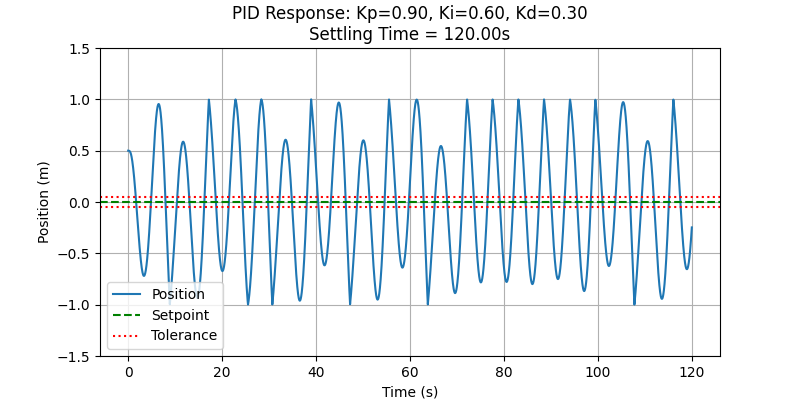 PID Response: Kp=0.90, Ki=0.60, Kd=0.30
Settling Time = 120.00s
1.5
1.0
0.5
0.0
−0.5
−1.0
−1.5
Position (m)
Position
Setpoint
Tolerance
0
20
40
60
80
100
120
Time (s)